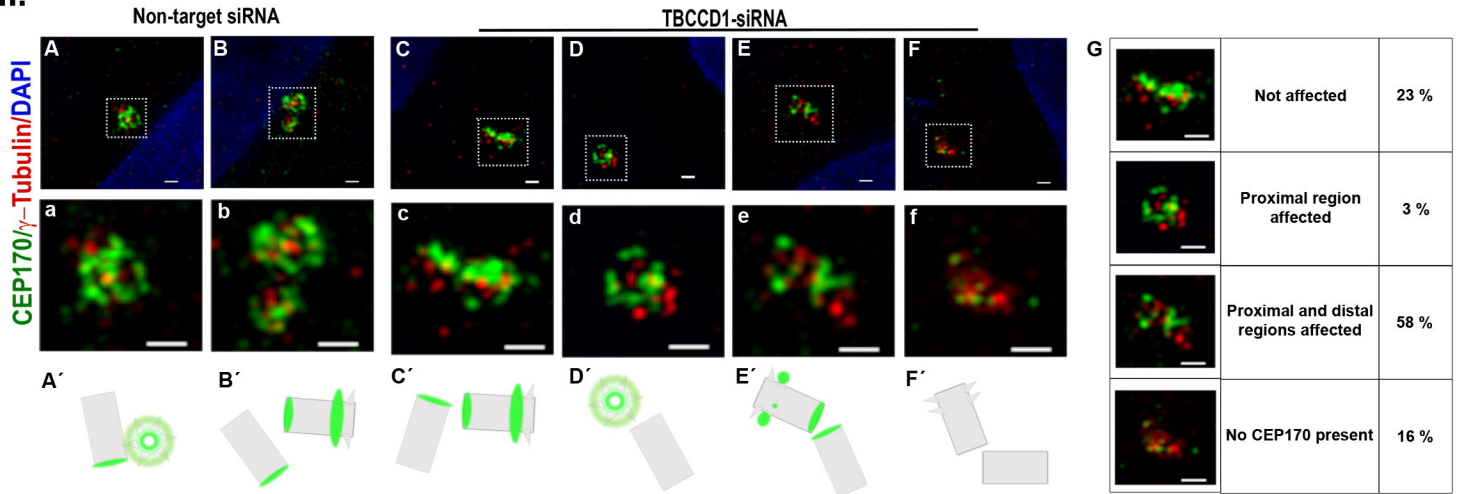 Non-target siRNA
TBCCD1-siRNA
CEP170/γ-Tubulin/DAPI
A
B
C
D
E
F
a
b
c
d
e
f
A´
B´
C´
D´
E´
F´
G
Not affected
23 %
Proximal region
affected
3 %
Proximal and distal
regions affected
58 %
No CEP170 present
16 %